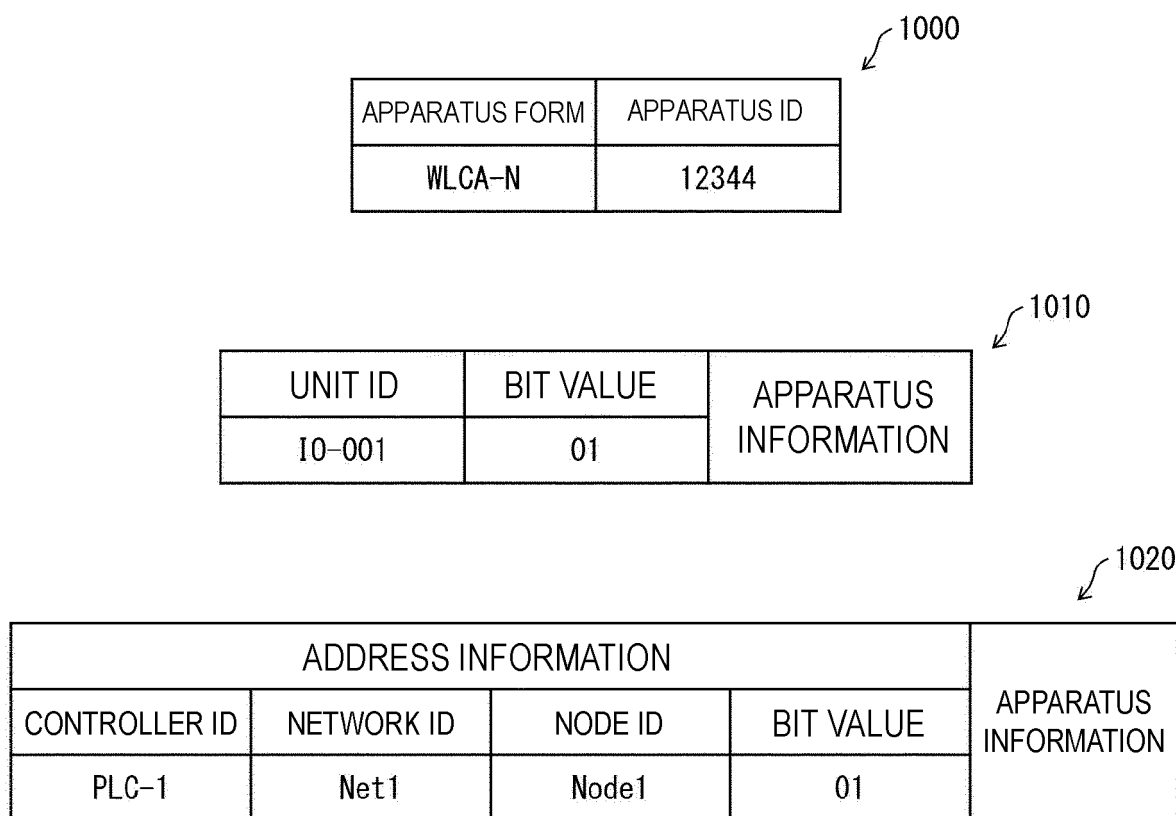 1000
APPARATUS FORM APPARATUS ID
WLCA-N 12344
1010
UNIT ID BIT VALUE APPARATUS INFORMATION
IO-001 01
1020
ADDRESS INFORMATION
CONTROLLER ID NETWORK ID NODE ID BIT VALUE APPARATUS INFORMATION
PLC-1 Net1 Node1 01